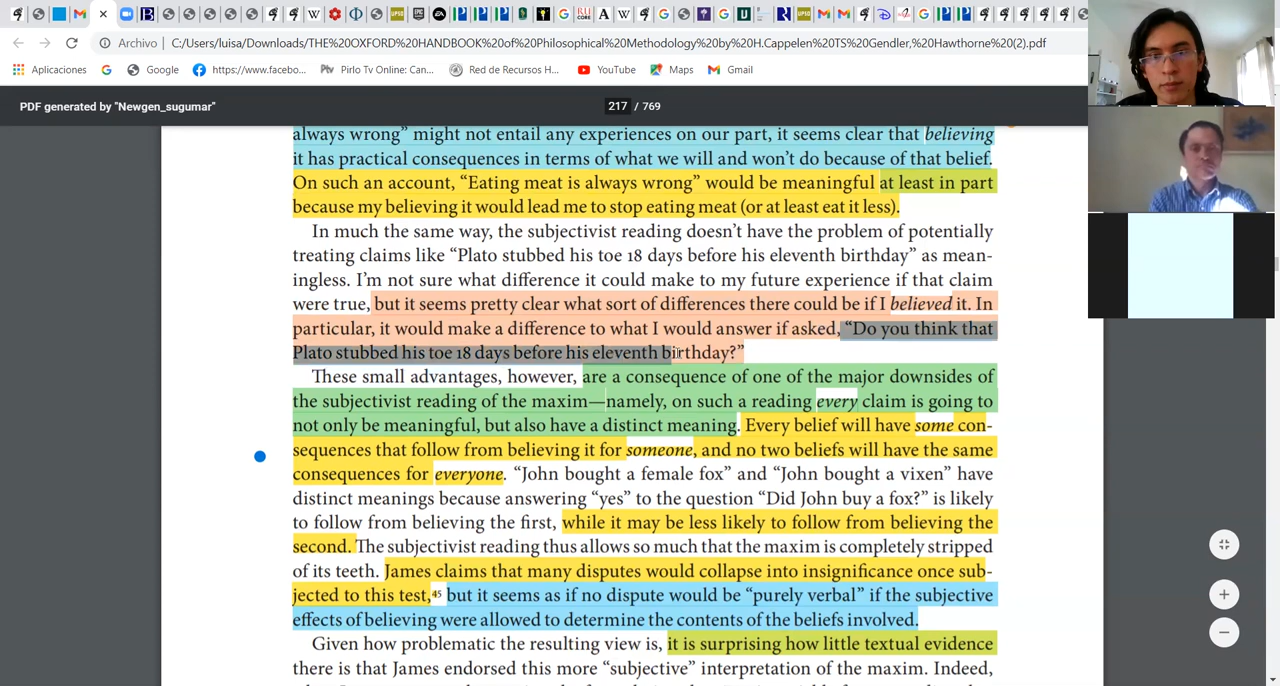 Archivo | C:/Users/luisa/Downloads/THE%20OXFORD%20HANDBOOK%20of%20Philosophical%20Methodology%20by%20H.Cappelen%20TS%20Gendler,%20Hawthorne%20(2).pdf
Aplicaciones Google https://www.facebo... Pirlo Tv Online: Can... Red de Recursos H... YouTube Maps Gmail
PDF generated by "Newgen_sugumar" 217 / 769
always wrong” might not entail any experiences on our part, it seems clear that believing
it has practical consequences in terms of what we will and won’t do because of that belief.
On such an account, “Eating meat is always wrong” would be meaningful at least in part
because my believing it would lead me to stop eating meat (or at least eat it less).
In much the same way, the subjectivist reading doesn’t have the problem of potentially
treating claims like “Plato stubbed his toe 18 days before his eleventh birthday” as mean-
ingless. I’m not sure what difference it could make to my future experience if that claim
were true, but it seems pretty clear what sort of differences there could be if I believed it. In
particular, it would make a difference to what I would answer if asked, “Do you think that
Plato stubbed his toe 18 days before his eleventh birthday?”
These small advantages, however, are a consequence of one of the major downsides of
the subjectivist reading of the maxim—namely, on such a reading every claim is going to
not only be meaningful, but also have a distinct meaning. Every belief will have some con-
sequences that follow from believing it for someone, and no two beliefs will have the same
consequences for everyone. “John bought a female fox” and “John bought a vixen” have
distinct meanings because answering “yes” to the question “Did John buy a fox?” is likely
to follow from believing the first, while it may be less likely to follow from believing the
second. The subjectivist reading thus allows so much that the maxim is completely stripped
of its teeth. James claims that many disputes would collapse into insignificance once sub-
jected to this test,45 but it seems as if no dispute would be “purely verbal” if the subjective
effects of believing were allowed to determine the contents of the beliefs involved.
Given how problematic the resulting view is, it is surprising how little textual evidence
there is that James endorsed this more “subjective” interpretation of the maxim. Indeed,